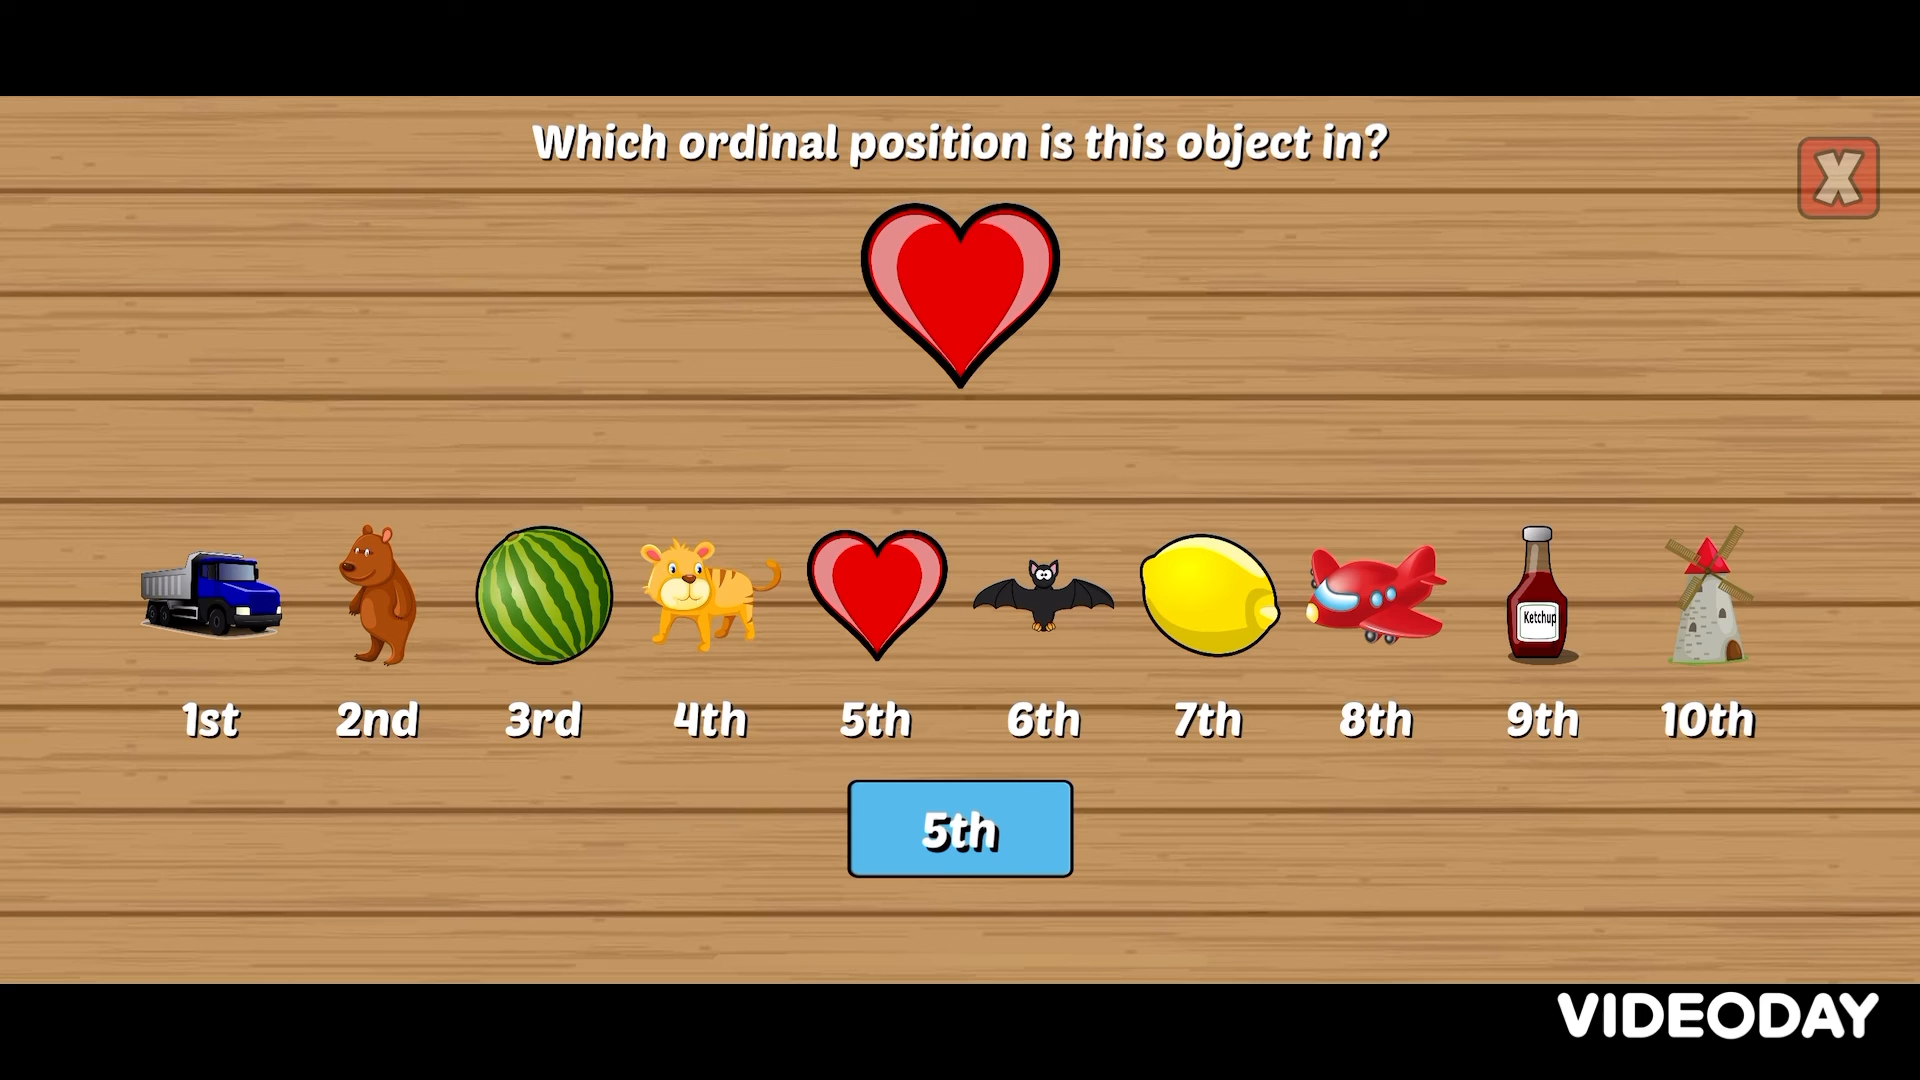 Which ordinal position is this object in?
X
Ketchup
1st 2nd 3rd 4th 5th 6th 7th 8th 9th 10th
5th
VIDEODAY